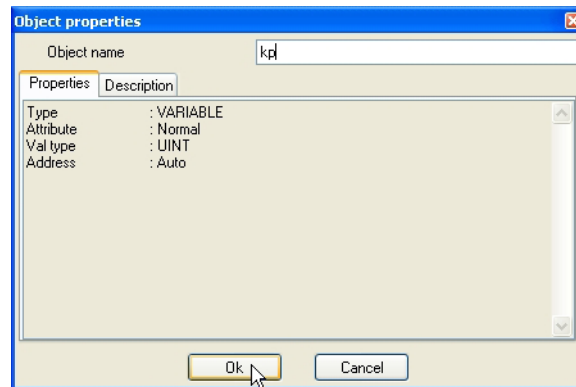 Object properties
Object name kp
Properties Description
Type : VARIABLE
Attribute : Normal
Val type : UINT
Address : Auto
Ok Cancel